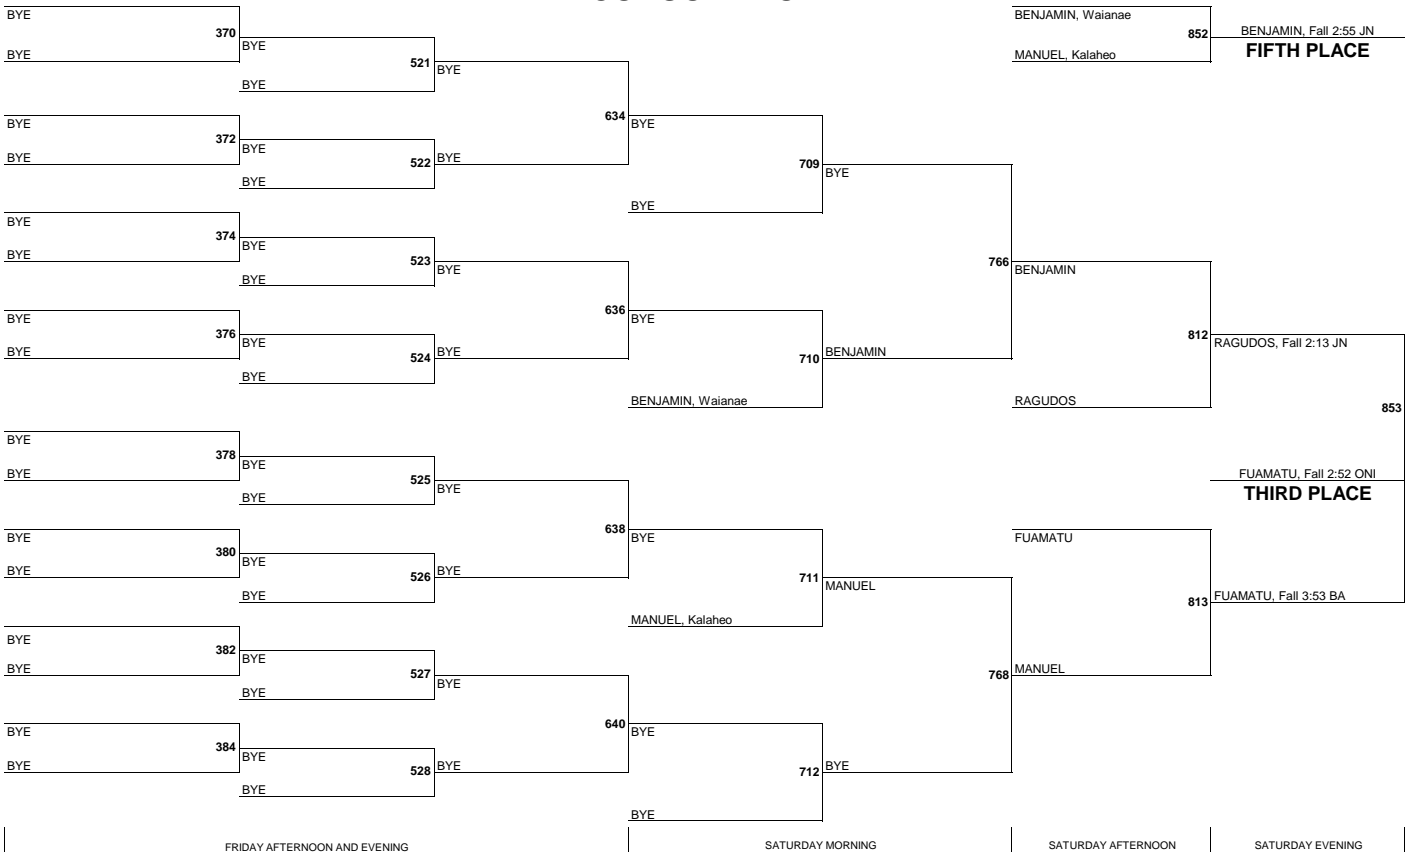 BYE
370
BYE
BYE
521
BYE
BYE
BYE
372
BYE
BYE
522
BYE
BYE
634
BYE
709
BYE
BYE
BYE
374
BYE
BYE
523
BYE
BYE
BYE
376
BYE
BYE
524
BYE
BYE
636
BYE
710
BENJAMIN
BENJAMIN, Waianae
766
BENJAMIN
812
RAGUDOS, Fall 2:13 JN
RAGUDOS
BYE
378
BYE
BYE
525
BYE
BYE
BYE
380
BYE
BYE
526
BYE
BYE
638
BYE
711
MANUEL
MANUEL, Kalaheo
BYE
382
BYE
BYE
527
BYE
BYE
BYE
384
BYE
BYE
528
BYE
BYE
640
BYE
712
BYE
BYE
768
MANUEL
FUAMATU
813
FUAMATU, Fall 3:53 BA
853
FUAMATU, Fall 2:52 ONI
THIRD PLACE
BENJAMIN, Waianae
852
BENJAMIN, Fall 2:55 JN
MANUEL, Kalaheo
FIFTH PLACE
FRIDAY AFTERNOON AND EVENING
SATURDAY MORNING
SATURDAY AFTERNOON
SATURDAY EVENING